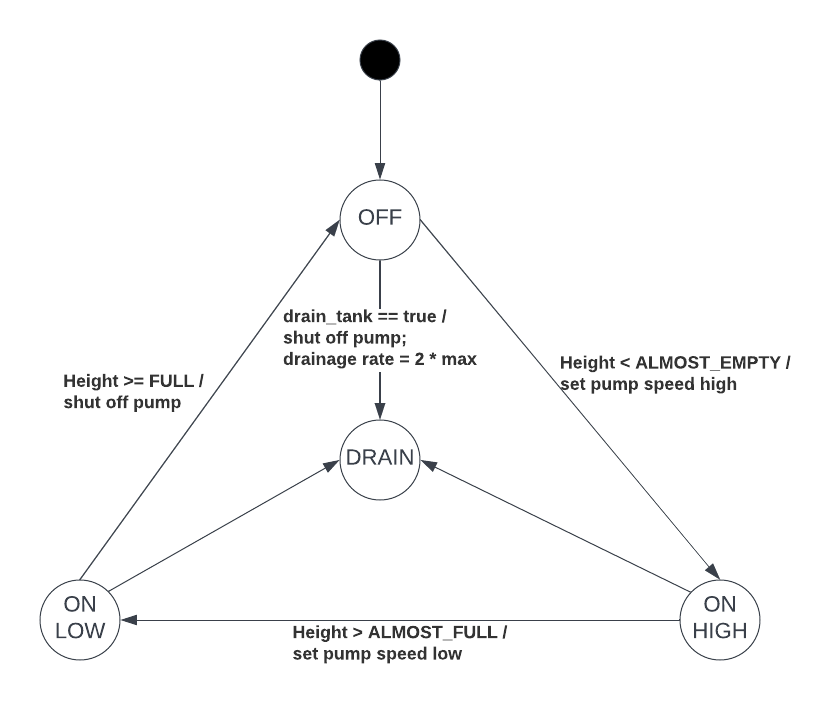 OFF
drain_tank == true /
shut off pump;
drainage rate = 2 * max
Height < ALMOST_EMPTY /
set pump speed high
Height >= FULL /
shut off pump
DRAIN
ON
LOW
ON
HIGH
Height > ALMOST_FULL /
set pump speed low